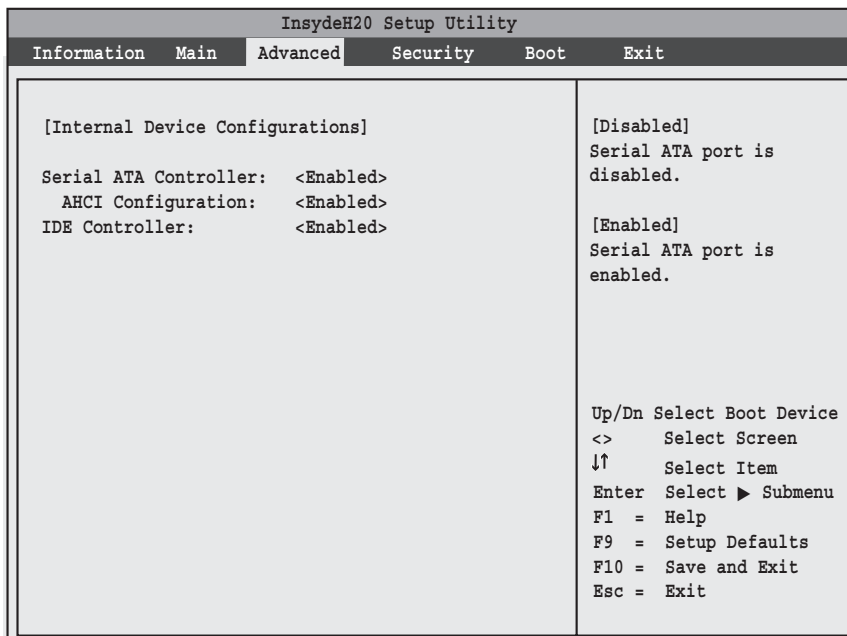 InsydeH20 Setup Utility
Information Main Advanced Security Boot Exit
[Internal Device Configurations]
Serial ATA Controller: <Enabled>
AHCI Configuration: <Enabled>
IDE Controller: <Enabled>
[Disabled]
Serial ATA port is
disabled.
[Enabled]
Serial ATA port is
enabled.
Up/Dn Select Boot Device
<> Select Screen
↓↑ Select Item
Enter Select ▶ Submenu
F1 = Help
F9 = Setup Defaults
F10 = Save and Exit
Esc = Exit